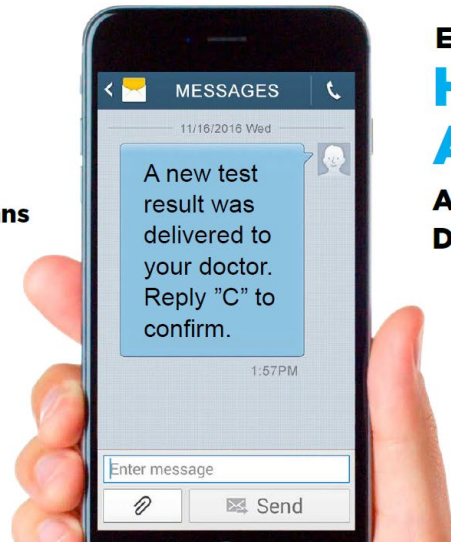 MESSAGES
11/16/2016 Wed
A new test
result was
delivered to
your doctor.
Reply ”C” to
confirm.
1:57PM
Enter message
Send